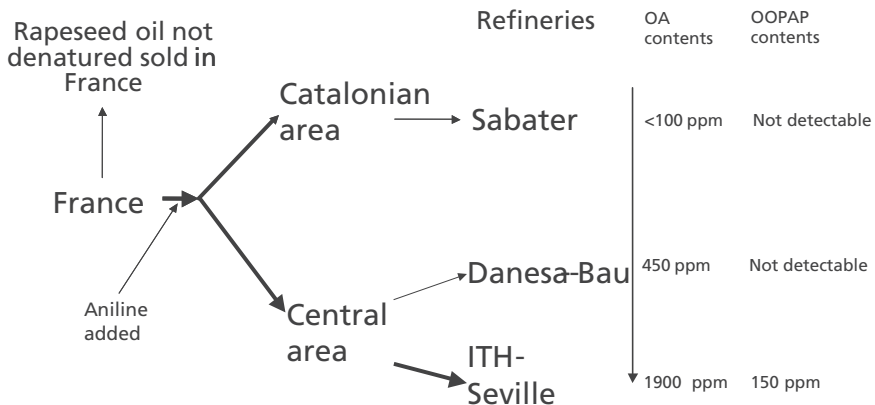 Refineries
OA
contents
OOPAP
contents
Rapeseed oil not
denatured sold in
France
Catalonian
area
Sabater
<100 ppm
Not detectable
France
Danesa-Bau
450 ppm
Not detectable
Aniline
added
Central
area
ITH-
Seville
1900 ppm
150 ppm